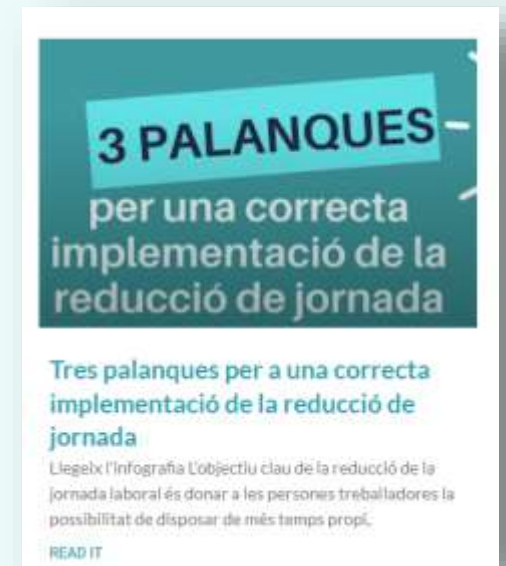 3 PALANQUES
per una correcta
implementació de la
reducció de jornada
Tres palanques per a una correcta
implementació de la reducció de
jornada
Llegeix l'infografia L'objectiu clau de la reducció de la
jornada laboral és donar a les persones treballadores la
possibilitat de disposar de més temps propi,
READ IT